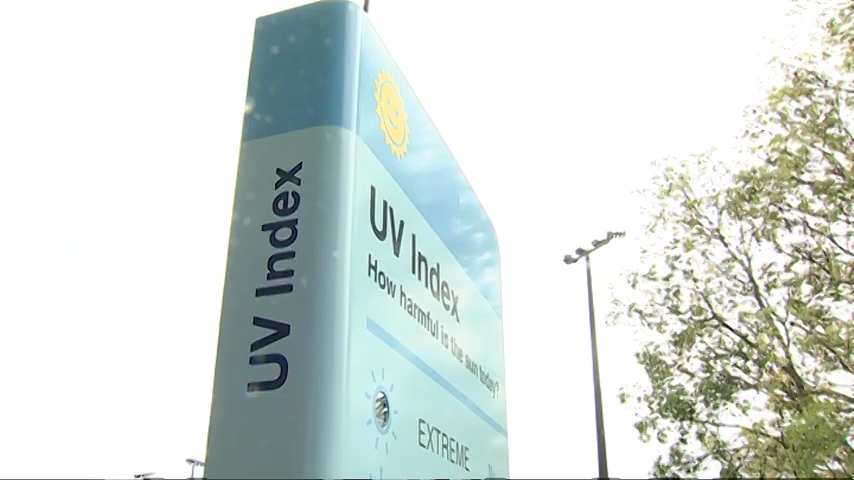 UV Index
UV Index
How harmful is the sun today?
EXTREME